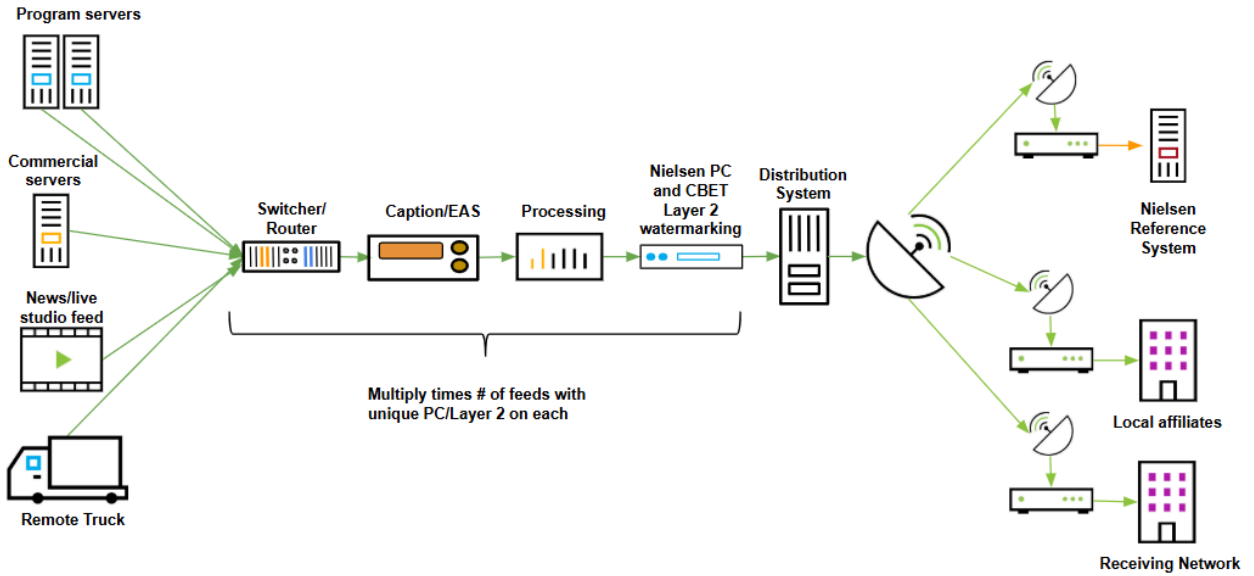 Program servers
Commercial
servers
News/live
studio feed
Remote Truck
Switcher/
Router
Caption/EAS
Processing
Nielsen PC
and CBET
Layer 2
watermarking
Distribution
System
Multiply times # of feeds with
unique PC/Layer 2 on each
Nielsen
Reference
System
Local affiliates
Receiving Network